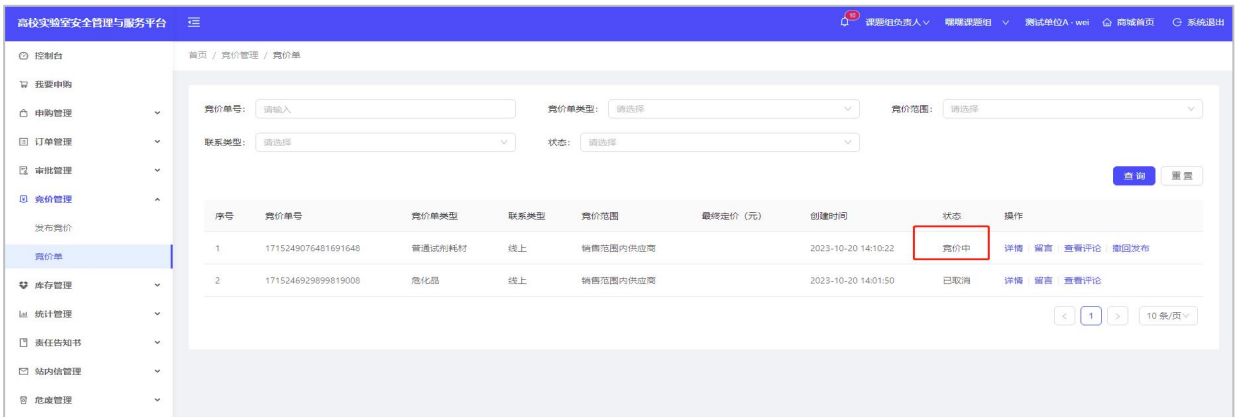 高校实验室安全管理与服务平台 10 课题组负责人 嘿嘿课题组 测试单位A - wei 商城首页 系统退出
控制台
我要申购
申购管理
订单管理
审批管理
竞价管理
发布竞价
竞价单
库存管理
统计管理
责任告知书
站内信管理
危废管理
首页 / 竞价管理 / 竞价单
竞价单号： 请输入 竞价单类型： 请选择 竞价范围： 请选择
联系类型： 请选择 状态： 请选择
查 询 重 置
序号 竞价单号 竞价单类型 联系类型 竞价范围 最终定价（元） 创建时间 状态 操作
1 1715249076481691648 普通试剂耗材 线上 销售范围内供应商 2023-10-20 14:10:22 竞价中 详情 留言 查看评论 撤回发布
2 1715246929899819008 危化品 线上 销售范围内供应商 2023-10-20 14:01:50 已取消 详情 留言 查看评论
< 1 > 10 条/页